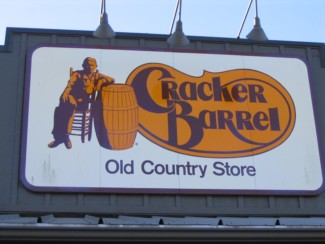 Cracker
Barrel
Old Country Store